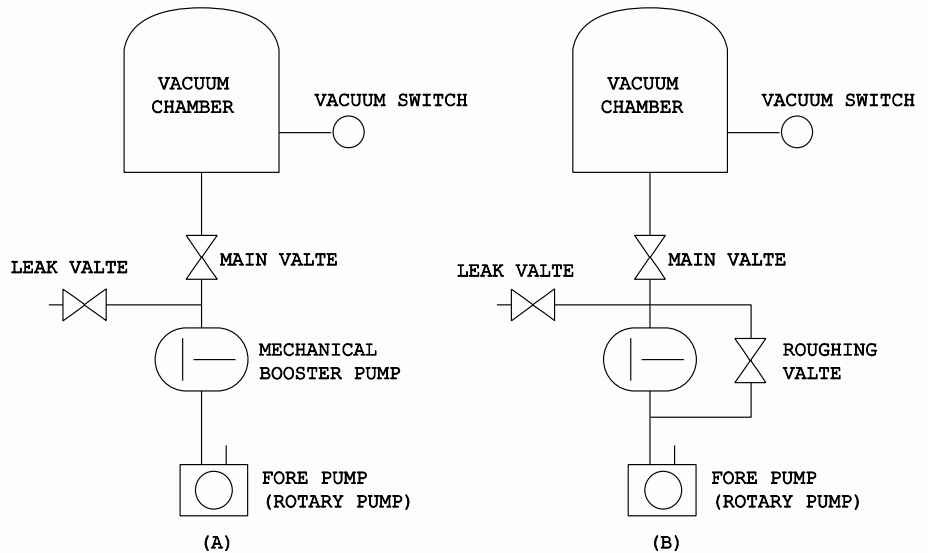 VACUUM
CHAMBER
VACUUM SWITCH
MAIN VALTE
LEAK VALTE
MECHANICAL
BOOSTER PUMP
FORE PUMP
(ROTARY PUMP)
(A)
VACUUM
CHAMBER
VACUUM SWITCH
MAIN VALTE
LEAK VALTE
ROUGHING
VALTE
FORE PUMP
(ROTARY PUMP)
(B)